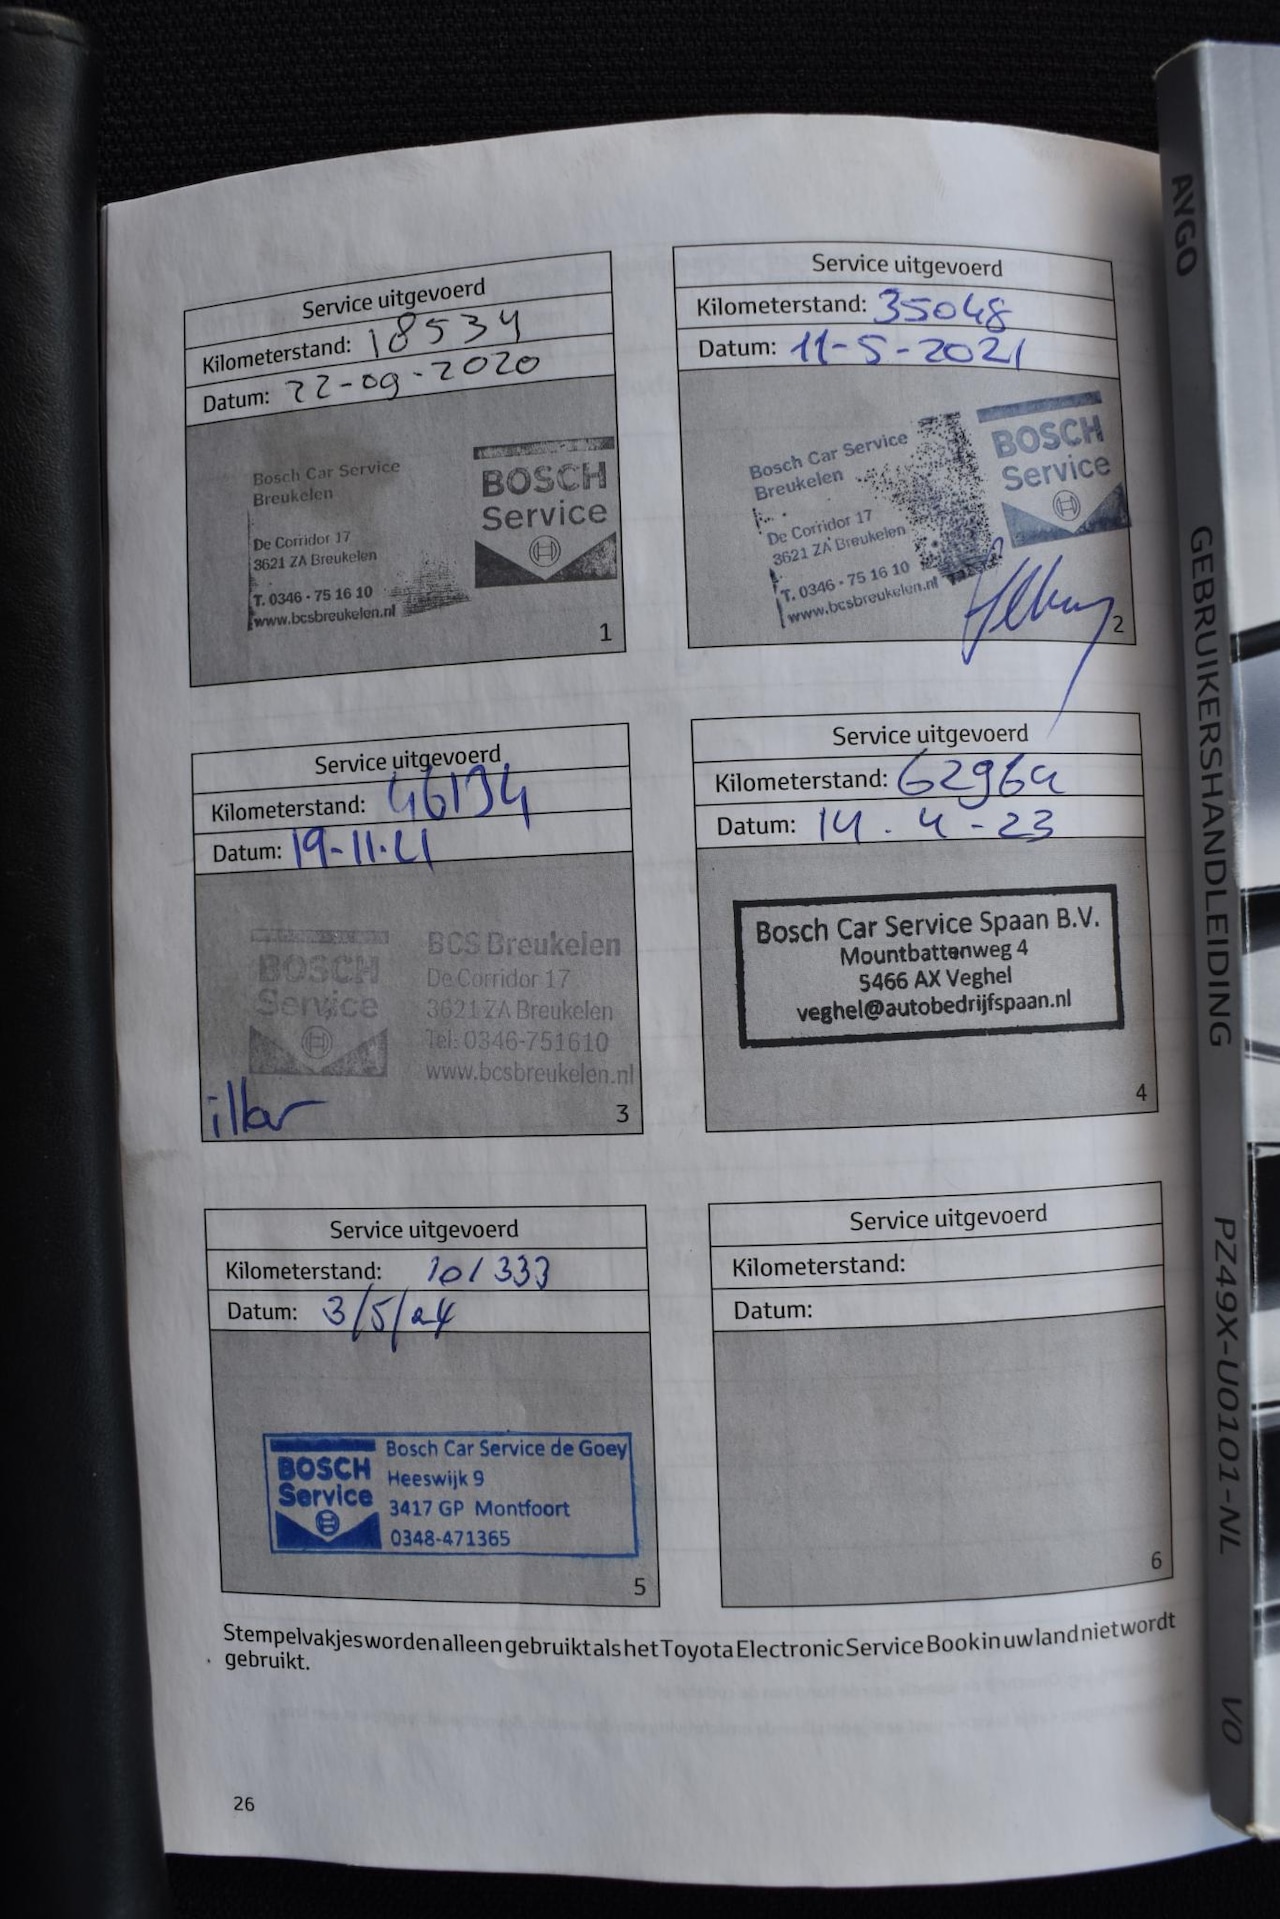 Service uitgevoerd
Kilometerstand: 18534
Datum: 22-09-2020
Bosch Car Service
Breukelen
De Corridor 17
3621 ZA Breukelen
T. 0346 - 75 16 10
www.bcsbreukelen.nl
BOSCH
Service
1
Service uitgevoerd
Kilometerstand: 35048
Datum: 11-5-2021
Bosch Car Service
Breukelen
De Corridor 17
3621 ZA Breukelen
T. 0346 - 75 16 10
www.bcsbreukelen.nl
BOSCH
Service
2
Service uitgevoerd
Kilometerstand: 46194
Datum: 19-11-21
BOSCH
Service
BCS Breukelen
De Corridor 17
3621 ZA Breukelen
Tel: 0346-751610
www.bcsbreukelen.nl
3
Service uitgevoerd
Kilometerstand: 62964
Datum: 14.4-23
Bosch Car Service Spaan B.V.
Mountbattenweg 4
5466 AX Veghel
veghel@autobedrijfspaan.nl
4
Service uitgevoerd
Kilometerstand: 101333
Datum: 3/5/24
BOSCH
Service
Bosch Car Service de Goey
Heeswijk 9
3417 GP Montfoort
0348-471365
5
Service uitgevoerd
Kilometerstand:
Datum:
6
Stempelvakjes worden alleen gebruikt als het Toyota Electronic Service Book in uw land niet wordt
gebruikt.
26
AYGO GEBRUIKERSHANDLEIDING PZ49X-U0101-NL VO